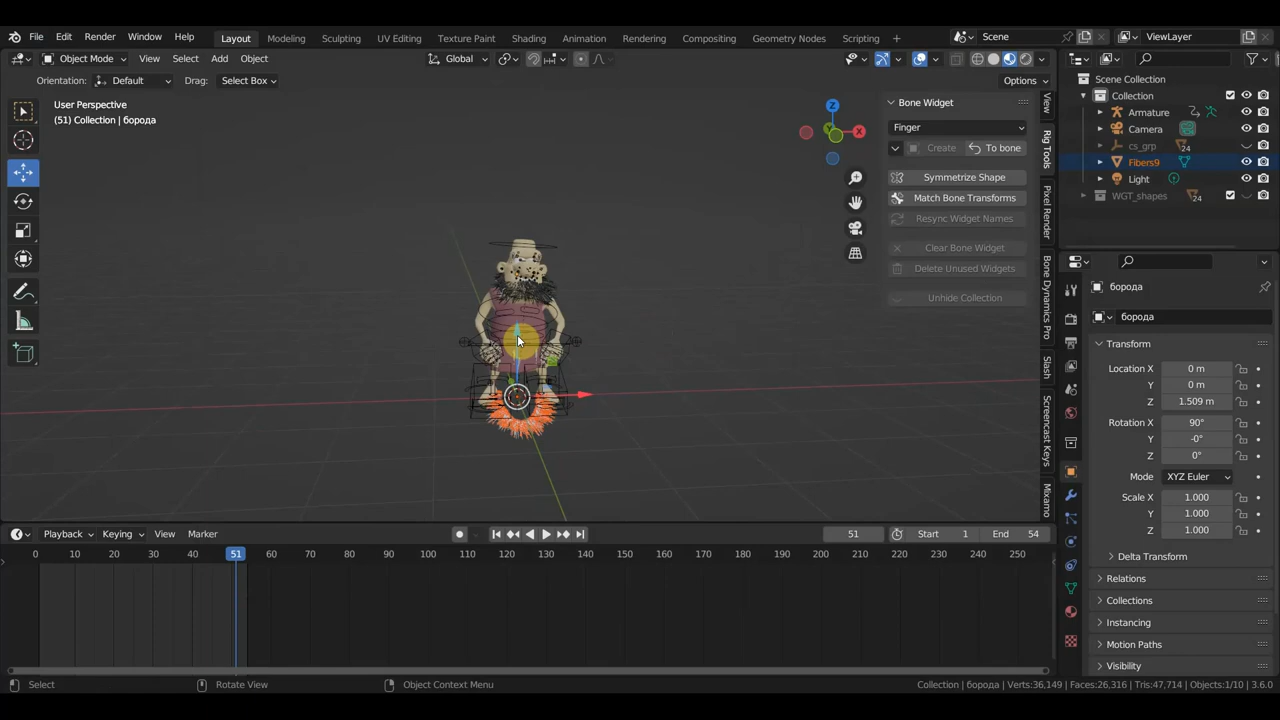 File Edit Render Window Help Layout Modeling Sculpting UV Editing Texture Paint Shading Animation Rendering Compositing Geometry Nodes Scripting + Scene ViewLayer
Object Mode View Select Add Object Global Options
Orientation: Default Drag: Select Box
User Perspective
(51) Collection | борода
Z
X
Y
Bone Widget
Finger
Create To bone
Symmetrize Shape
Match Bone Transforms
Resync Widget Names
Clear Bone Widget
Delete Unused Widgets
Unhide Collection
View
Rig Tools
Pixel Render
Bone Dynamics Pro
Slash
Screencast Keys
Mixamo
Scene Collection
Collection
Armature
Camera
cs_grp 24
Fibers9
Light
WGT_shapes 24
борода
борода
Transform
Location X 0 m
Y 0 m
Z 1.509 m
Rotation X 90°
Y -0°
Z 0°
Mode XYZ Euler
Scale X 1.000
Y 1.000
Z 1.000
Delta Transform
Relations
Collections
Instancing
Motion Paths
Visibility
Playback Keying View Marker 51 Start 1 End 54
0 10 20 30 40 51 60 70 80 90 100 110 120 130 140 150 160 170 180 190 200 210 220 230 240 250
Select Rotate View Object Context Menu Collection | борода | Verts:36,149 | Faces:26,316 | Tris:47,714 | Objects:1/10 | 3.6.0